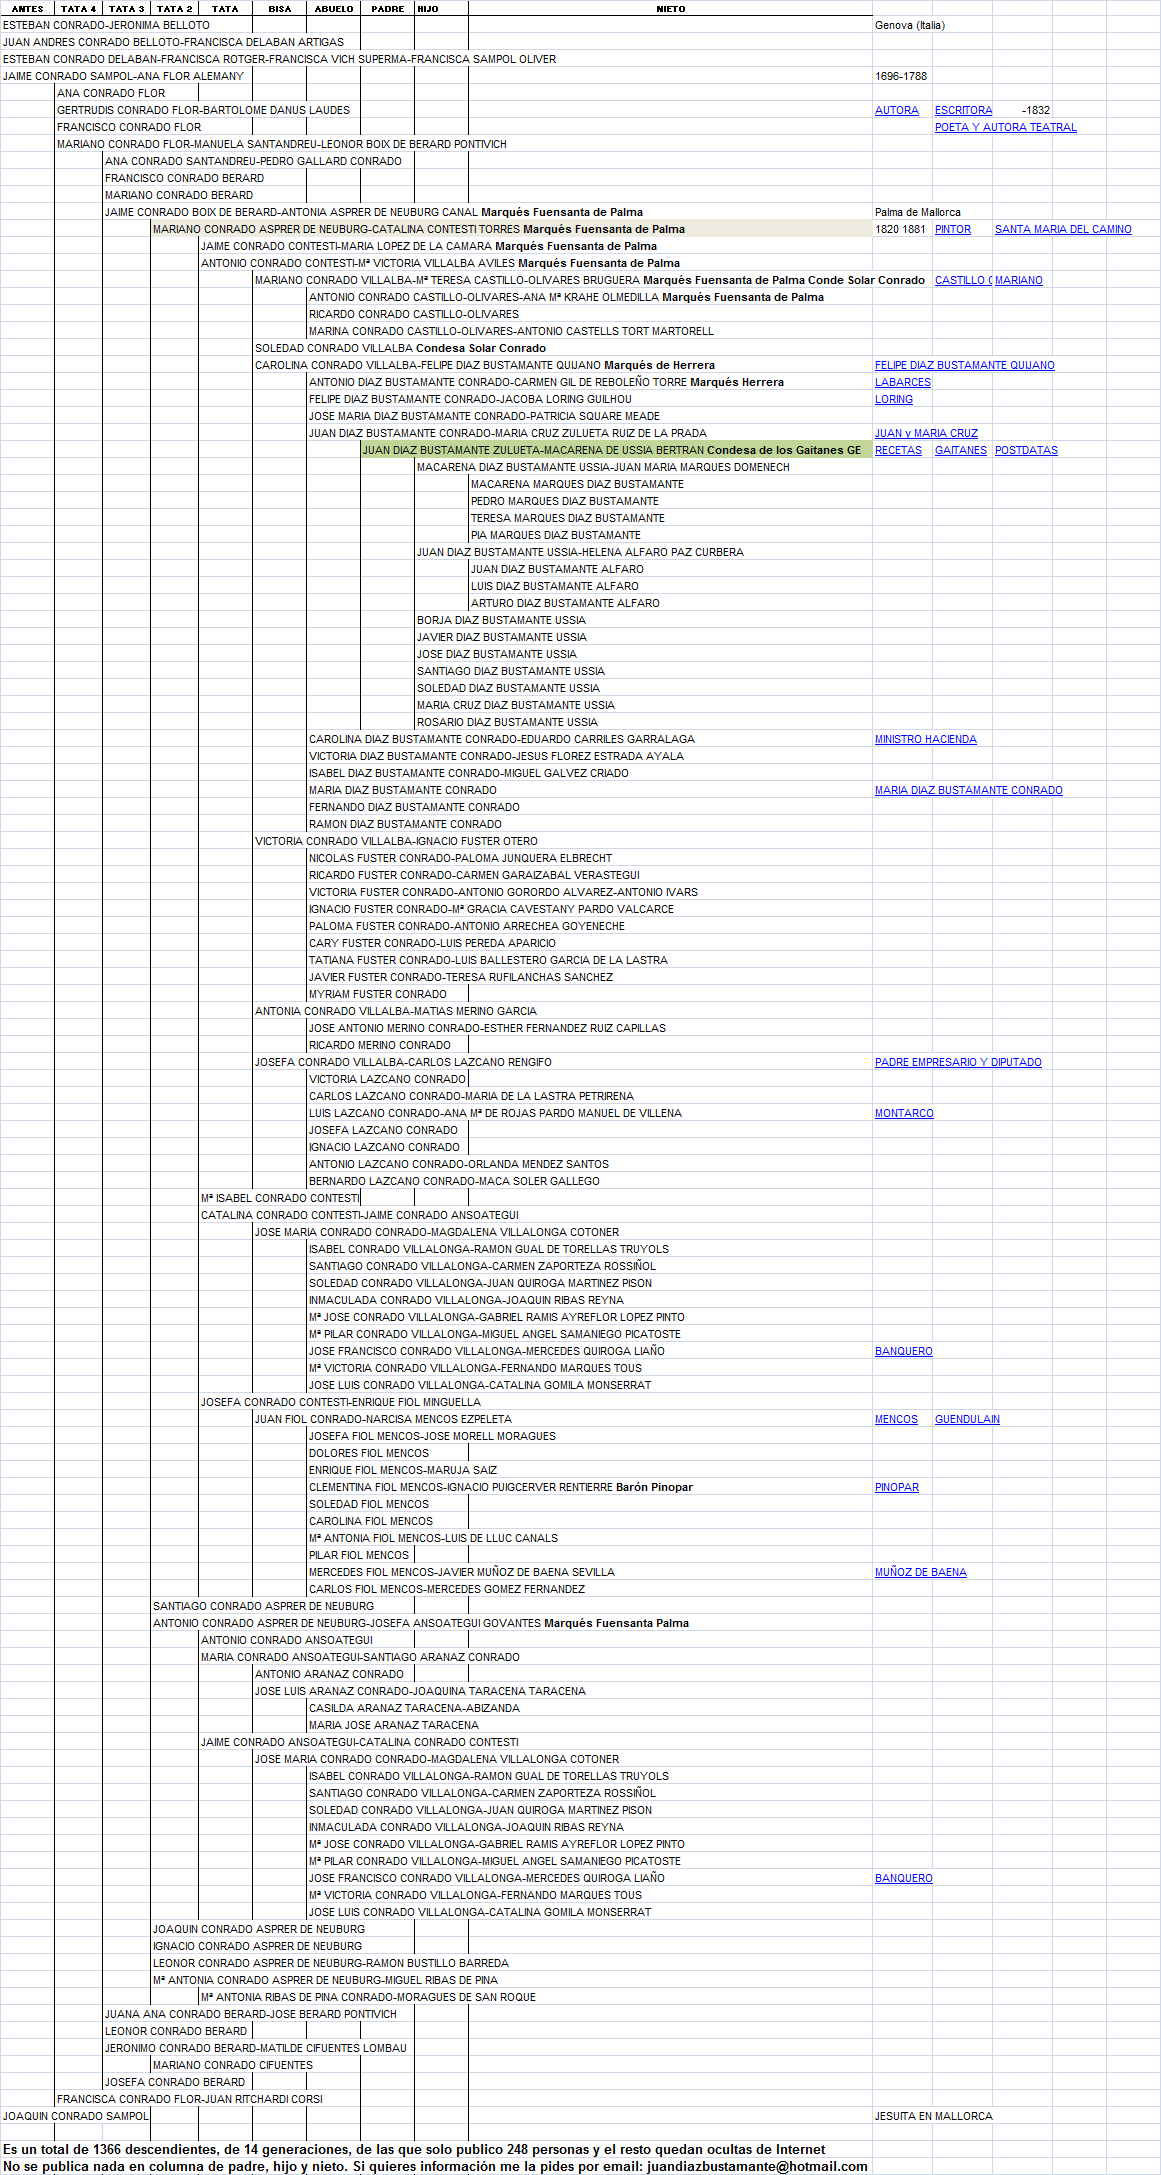 ANTES TATA 4 TATA 3 TATA 2 TATA BISA ABUELO PADRE HIJO NIETO
ESTEBAN CONRADO-JERONIMA BELLOTO Genova (Italia)
JUAN ANDRES CONRADO BELLOTO-FRANCISCA DELABAN ARTIGAS
ESTEBAN CONRADO DELABAN-FRANCISCA ROTGER-FRANCISCA VICH SUPERMA-FRANCISCA SAMPOL OLIVER
JAIME CONRADO SAMPOL-ANA FLOR ALEMANY 1696-1788
ANA CONRADO FLOR
GERTRUDIS CONRADO FLOR-BARTOLOME DANUS LAUDES AUTORA ESCRITORA -1832
FRANCISCO CONRADO FLOR POETA Y AUTORA TEATRAL
MARIANO CONRADO FLOR-MANUELA SANTANDREU-LEONOR BOIX DE BERARD PONTIVICH
ANA CONRADO SANTANDREU-PEDRO GALLARD CONRADO
FRANCISCO CONRADO BERARD
MARIANO CONRADO BERARD
JAIME CONRADO BOIX DE BERARD-ANTONIA ASPRER DE NEUBURG CANAL Marqués Fuensanta de Palma Palma de Mallorca
MARIANO CONRADO ASPRER DE NEUBURG-CATALINA CONTESTI TORRES Marqués Fuensanta de Palma 1820 1881 PINTOR SANTA MARIA DEL CAMINO
JAIME CONRADO CONTESTI-MARIA LOPEZ DE LA CAMARA Marqués Fuensanta de Palma
ANTONIO CONRADO CONTESTI-Mª VICTORIA VILLALBA AVILES Marqués Fuensanta de Palma
MARIANO CONRADO VILLALBA-Mª TERESA CASTILLO-OLIVARES BRUGUERA Marqués Fuensanta de Palma Conde Solar Conrado CASTILLO ( MARIANO
ANTONIO CONRADO CASTILLO-OLIVARES-ANA Mª KRAHE OLMEDILLA Marqués Fuensanta de Palma
RICARDO CONRADO CASTILLO-OLIVARES
MARINA CONRADO CASTILLO-OLIVARES-ANTONIO CASTELLS TORT MARTORELL
SOLEDAD CONRADO VILLALBA Condesa Solar Conrado
CAROLINA CONRADO VILLALBA-FELIPE DIAZ BUSTAMANTE QUIJANO Marqués de Herrera FELIPE DIAZ BUSTAMANTE QUIJANO
ANTONIO DIAZ BUSTAMANTE CONRADO-CARMEN GIL DE REBOLEÑO TORRE Marqués Herrera LABARCES
FELIPE DIAZ BUSTAMANTE CONRADO-JACOBA LORING GUILHOU LORING
JOSE MARIA DIAZ BUSTAMANTE CONRADO-PATRICIA SQUARE MEADE
JUAN DIAZ BUSTAMANTE CONRADO-MARIA CRUZ ZULUETA RUIZ DE LA PRADA JUAN y MARIA CRUZ
JUAN DIAZ BUSTAMANTE ZULUETA-MACARENA DE USSIA BERTRAN Condesa de los Gaitanes GE RECETAS GAITANES POSTDATAS
MACARENA DIAZ BUSTAMANTE USSIA-JUAN MARIA MARQUES DOMENECH
MACARENA MARQUES DIAZ BUSTAMANTE
PEDRO MARQUES DIAZ BUSTAMANTE
TERESA MARQUES DIAZ BUSTAMANTE
PIA MARQUES DIAZ BUSTAMANTE
JUAN DIAZ BUSTAMANTE USSIA-HELENA ALFARO PAZ CURBERA
JUAN DIAZ BUSTAMANTE ALFARO
LUIS DIAZ BUSTAMANTE ALFARO
ARTURO DIAZ BUSTAMANTE ALFARO
BORJA DIAZ BUSTAMANTE USSIA
JAVIER DIAZ BUSTAMANTE USSIA
JOSE DIAZ BUSTAMANTE USSIA
SANTIAGO DIAZ BUSTAMANTE USSIA
SOLEDAD DIAZ BUSTAMANTE USSIA
MARIA CRUZ DIAZ BUSTAMANTE USSIA
ROSARIO DIAZ BUSTAMANTE USSIA
CAROLINA DIAZ BUSTAMANTE CONRADO-EDUARDO CARRILES GARRALAGA MINISTRO HACIENDA
VICTORIA DIAZ BUSTAMANTE CONRADO-JESUS FLOREZ ESTRADA AYALA
ISABEL DIAZ BUSTAMANTE CONRADO-MIGUEL GALVEZ CRIADO
MARIA DIAZ BUSTAMANTE CONRADO MARIA DIAZ BUSTAMANTE CONRADO
FERNANDO DIAZ BUSTAMANTE CONRADO
RAMON DIAZ BUSTAMANTE CONRADO
VICTORIA CONRADO VILLALBA-IGNACIO FUSTER OTERO
NICOLAS FUSTER CONRADO-PALOMA JUNQUERA ELBRECHT
RICARDO FUSTER CONRADO-CARMEN GARAIZABAL VERASTEGUI
VICTORIA FUSTER CONRADO-ANTONIO GORORDO ALVAREZ-ANTONIO IVARS
IGNACIO FUSTER CONRADO-Mª GRACIA CAVESTANY PARDO VALCARCE
PALOMA FUSTER CONRADO-ANTONIO ARRECHEA GOYENECHE
CARY FUSTER CONRADO-LUIS PEREDA APARICIO
TATIANA FUSTER CONRADO-LUIS BALLESTERO GARCIA DE LA LASTRA
JAVIER FUSTER CONRADO-TERESA RUFILANCHAS SANCHEZ
MYRIAM FUSTER CONRADO
ANTONIA CONRADO VILLALBA-MATIAS MERINO GARCIA
JOSE ANTONIO MERINO CONRADO-ESTHER FERNANDEZ RUIZ CAPILLAS
RICARDO MERINO CONRADO
JOSEFA CONRADO VILLALBA-CARLOS LAZCANO RENGIFO PADRE EMPRESARIO Y DIPUTADO
VICTORIA LAZCANO CONRADO
CARLOS LAZCANO CONRADO-MARIA DE LA LASTRA PETRIRENA
LUIS LAZCANO CONRADO-ANA Mª DE ROJAS PARDO MANUEL DE VILLENA MONTARCO
JOSEFA LAZCANO CONRADO
IGNACIO LAZCANO CONRADO
ANTONIO LAZCANO CONRADO-ORLANDA MENDEZ SANTOS
BERNARDO LAZCANO CONRADO-MACA SOLER GALLEGO
Mª ISABEL CONRADO CONTESTI
CATALINA CONRADO CONTESTI-JAIME CONRADO ANSOATEGUI
JOSE MARIA CONRADO CONRADO-MAGDALENA VILLALONGA COTONER
ISABEL CONRADO VILLALONGA-RAMON GUAL DE TORELLAS TRUYOLS
SANTIAGO CONRADO VILLALONGA-CARMEN ZAPORTEZA ROSSIÑOL
SOLEDAD CONRADO VILLALONGA-JUAN QUIROGA MARTINEZ PISON
INMACULADA CONRADO VILLALONGA-JOAQUIN RIBAS REYNA
Mª JOSE CONRADO VILLALONGA-GABRIEL RAMIS AYREFLOR LOPEZ PINTO
Mª PILAR CONRADO VILLALONGA-MIGUEL ANGEL SAMANIEGO PICATOSTE
JOSE FRANCISCO CONRADO VILLALONGA-MERCEDES QUIROGA LIAÑO BANQUERO
Mª VICTORIA CONRADO VILLALONGA-FERNANDO MARQUES TOUS
JOSE LUIS CONRADO VILLALONGA-CATALINA GOMILA MONSERRAT
JOSEFA CONRADO CONTESTI-ENRIQUE FIOL MINGUELLA
JUAN FIOL CONRADO-NARCISA MENCOS EZPELETA MENCOS GUENDULAIN
JOSEFA FIOL MENCOS-JOSE MORELL MORAGUES
DOLORES FIOL MENCOS
ENRIQUE FIOL MENCOS-MARUJA SAIZ
CLEMENTINA FIOL MENCOS-IGNACIO PUIGCERVER RENTIERRE Barón Pinopar PINOPAR
SOLEDAD FIOL MENCOS
CAROLINA FIOL MENCOS
Mª ANTONIA FIOL MENCOS-LUIS DE LLUC CANALS
PILAR FIOL MENCOS
MERCEDES FIOL MENCOS-JAVIER MUÑOZ DE BAENA SEVILLA MUÑOZ DE BAENA
CARLOS FIOL MENCOS-MERCEDES GOMEZ FERNANDEZ
SANTIAGO CONRADO ASPRER DE NEUBURG
ANTONIO CONRADO ASPRER DE NEUBURG-JOSEFA ANSOATEGUI GOVANTES Marqués Fuensanta Palma
ANTONIO CONRADO ANSOATEGUI
MARIA CONRADO ANSOATEGUI-SANTIAGO ARANAZ CONRADO
ANTONIO ARANAZ CONRADO
JOSE LUIS ARANAZ CONRADO-JOAQUINA TARACENA TARACENA
CASILDA ARANAZ TARACENA-ABIZANDA
MARIA JOSE ARANAZ TARACENA
JAIME CONRADO ANSOATEGUI-CATALINA CONRADO CONTESTI
JOSE MARIA CONRADO CONRADO-MAGDALENA VILLALONGA COTONER
ISABEL CONRADO VILLALONGA-RAMON GUAL DE TORELLAS TRUYOLS
SANTIAGO CONRADO VILLALONGA-CARMEN ZAPORTEZA ROSSIÑOL
SOLEDAD CONRADO VILLALONGA-JUAN QUIROGA MARTINEZ PISON
INMACULADA CONRADO VILLALONGA-JOAQUIN RIBAS REYNA
Mª JOSE CONRADO VILLALONGA-GABRIEL RAMIS AYREFLOR LOPEZ PINTO
Mª PILAR CONRADO VILLALONGA-MIGUEL ANGEL SAMANIEGO PICATOSTE
JOSE FRANCISCO CONRADO VILLALONGA-MERCEDES QUIROGA LIAÑO BANQUERO
Mª VICTORIA CONRADO VILLALONGA-FERNANDO MARQUES TOUS
JOSE LUIS CONRADO VILLALONGA-CATALINA GOMILA MONSERRAT
JOAQUIN CONRADO ASPRER DE NEUBURG
IGNACIO CONRADO ASPRER DE NEUBURG
LEONOR CONRADO ASPRER DE NEUBURG-RAMON BUSTILLO BARREDA
Mª ANTONIA CONRADO ASPRER DE NEUBURG-MIGUEL RIBAS DE PINA
Mª ANTONIA RIBAS DE PINA CONRADO-MORAGUES DE SAN ROQUE
JUANA ANA CONRADO BERARD-JOSE BERARD PONTIVICH
LEONOR CONRADO BERARD
JERONIMO CONRADO BERARD-MATILDE CIFUENTES LOMBAU
MARIANO CONRADO CIFUENTES
JOSEFA CONRADO BERARD
FRANCISCA CONRADO FLOR-JUAN RITCHARDI CORSI
JOAQUIN CONRADO SAMPOL JESUITA EN MALLORCA
Es un total de 1366 descendientes, de 14 generaciones, de las que solo publico 248 personas y el resto quedan ocultas de Internet
No se publica nada en columna de padre, hijo y nieto. Si quieres información me la pides por email: juandiazbustamante@hotmail.com